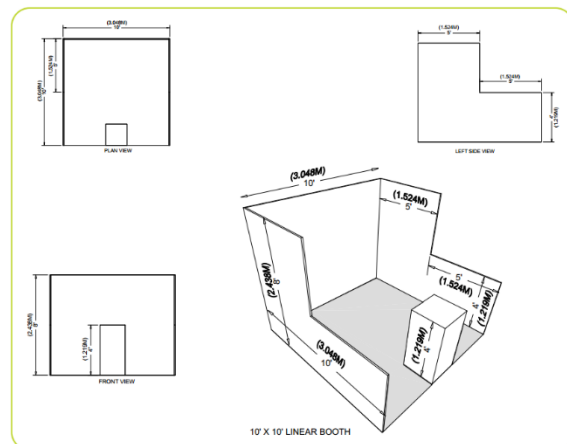 (3.048M)
10'
(1.524M)
5'
(3.048M)
10'
PLAN VIEW
(1.524M)
5'
(1.524M)
5'
4'
(1.219M)
LEFT SIDE VIEW
(3.048M)
10'
(1.524M)
5'
(2.438M)
8'
5'
(1.524M)
4'
(1.219M)
4'
(1.219M)
(3.048M)
10'
(2.438M)
8'
(1.219M)
4'
FRONT VIEW
10' X 10' LINEAR BOOTH